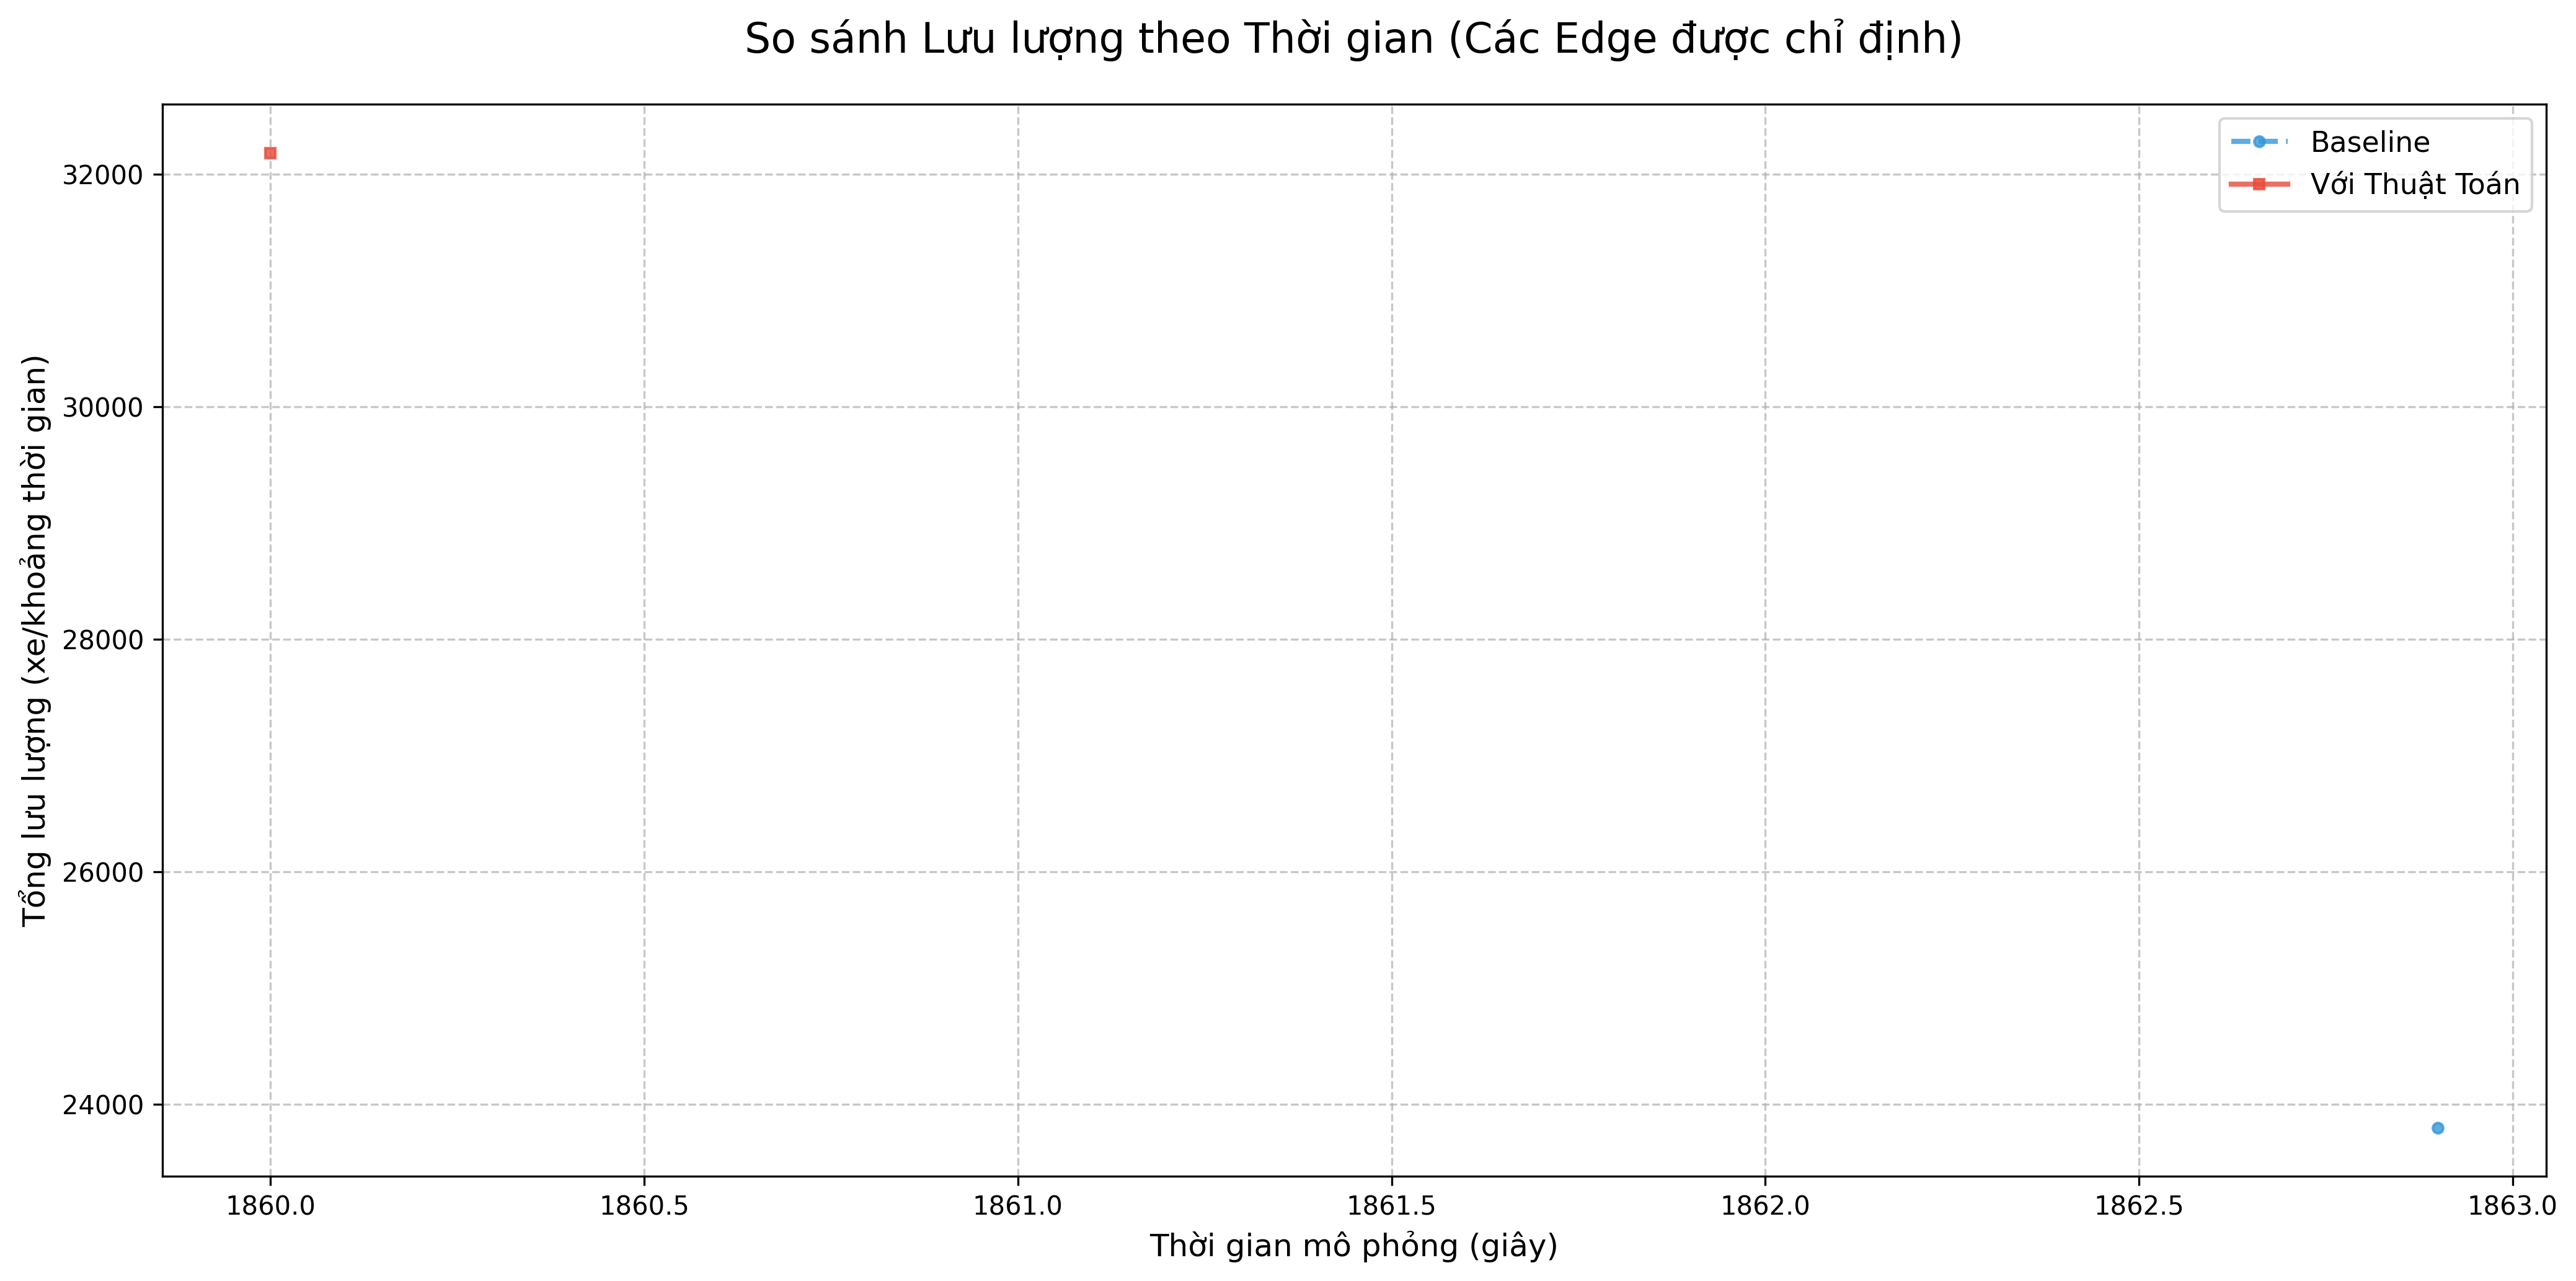 So sánh Lưu lượng theo Thời gian (Các Edge được chỉ định)
Baseline
Với Thuật Toán
Tổng lưu lượng (xe/khoảng thời gian)
32000
30000
28000
26000
24000
1860.0 1860.5 1861.0 1861.5 1862.0 1862.5 1863.0
Thời gian mô phỏng (giây)